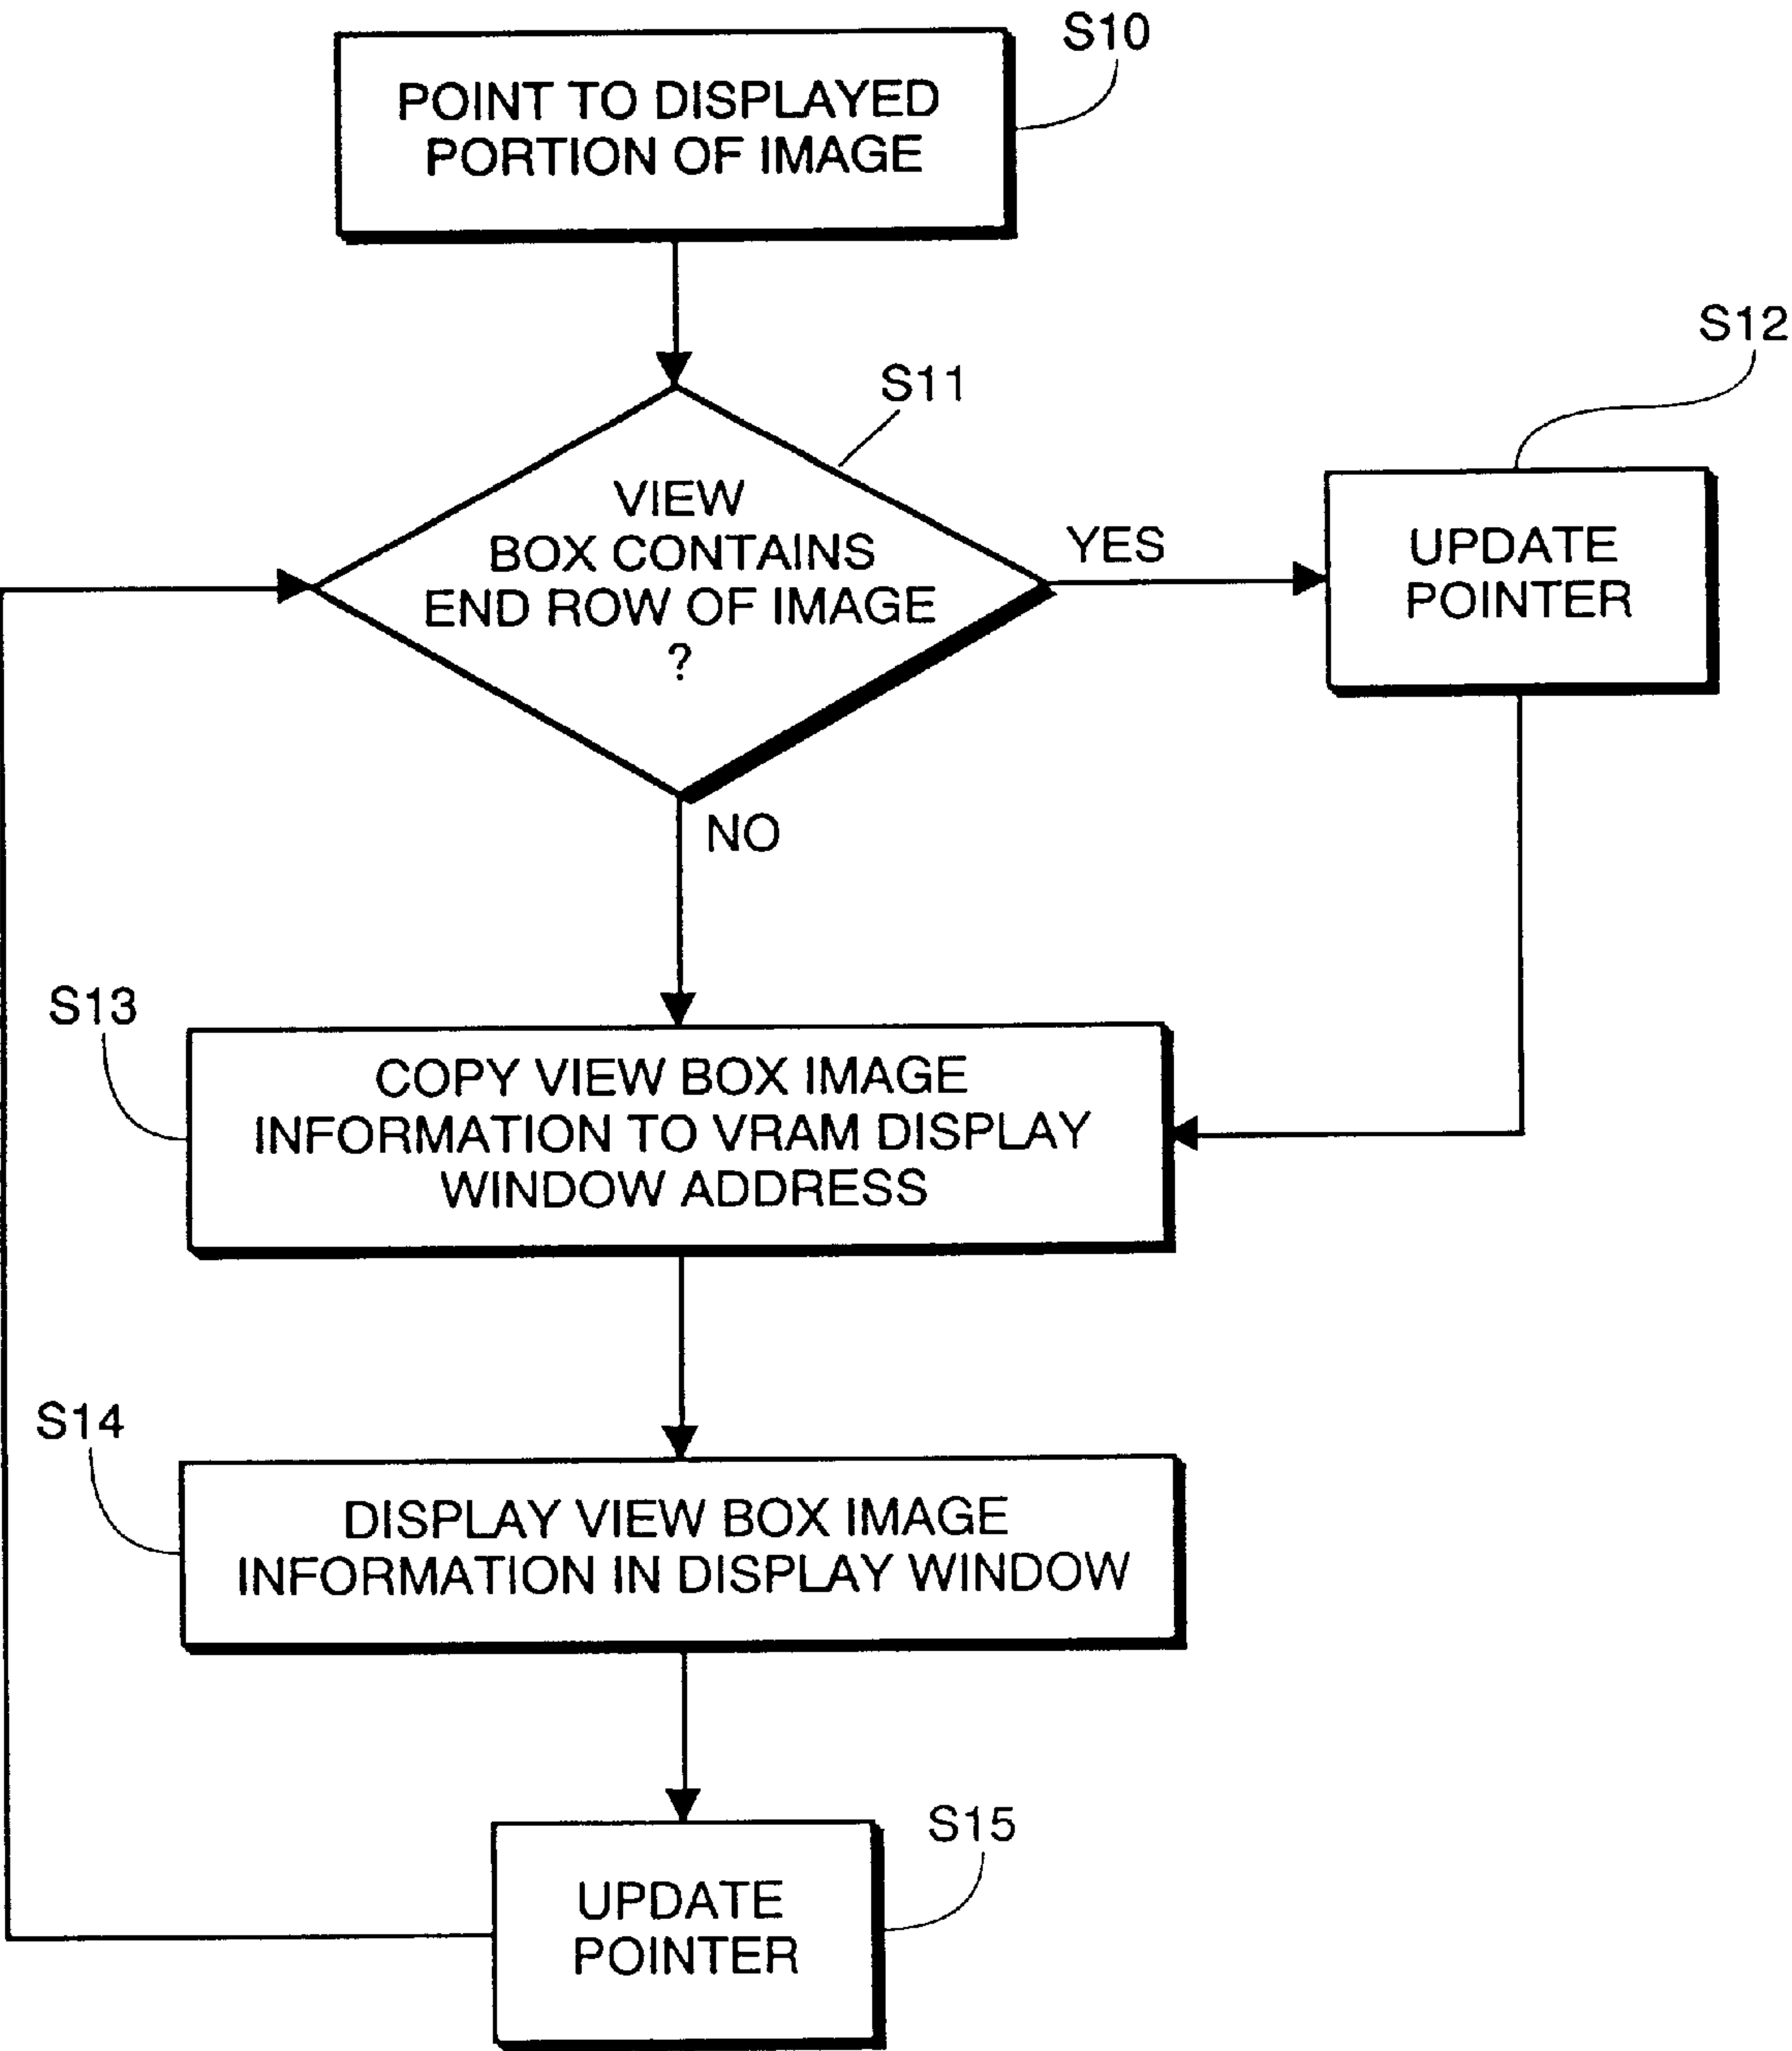 S10
POINT TO DISPLAYED
PORTION OF IMAGE
S11
VIEW
BOX CONTAINS
END ROW OF IMAGE
?
YES
S12
UPDATE
POINTER
NO
S13
COPY VIEW BOX IMAGE
INFORMATION TO VRAM DISPLAY
WINDOW ADDRESS
S14
DISPLAY VIEW BOX IMAGE
INFORMATION IN DISPLAY WINDOW
S15
UPDATE
POINTER